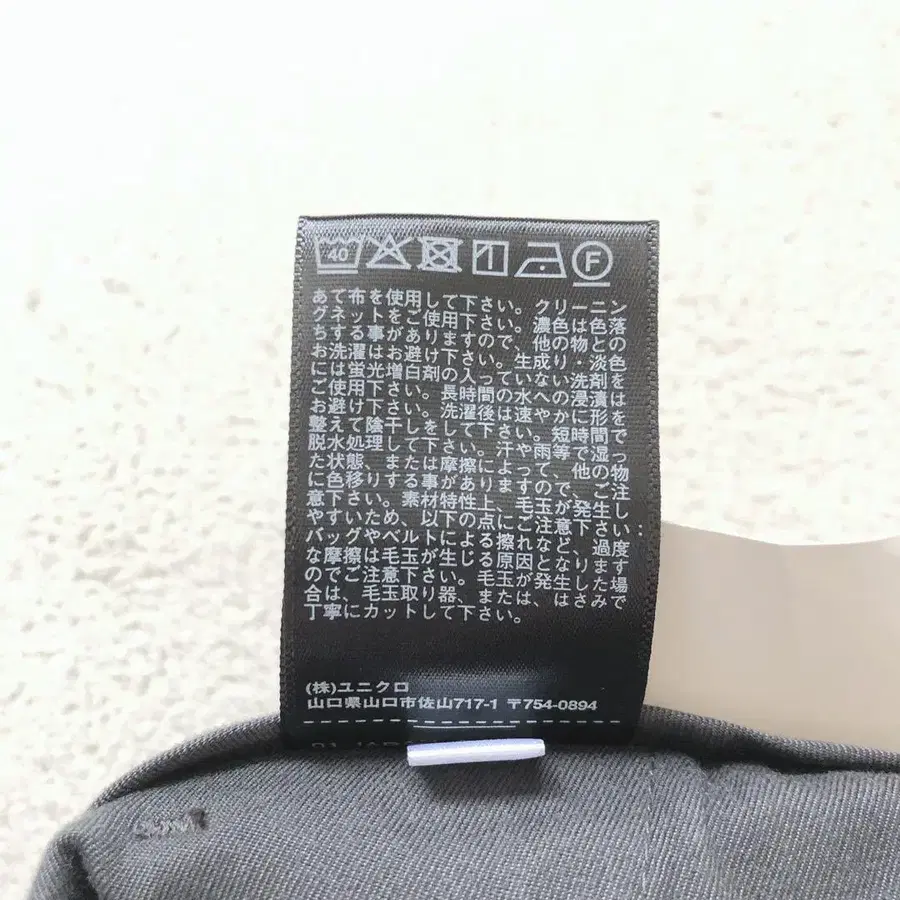 40 F
あて布を使用して下さい。クリーニン
グネットをご使用下さい。濃色は色落
ちする事がありますので、他の物との
お洗濯はお避け下さい。生成り・淡色
には蛍光増白剤の入っていない洗剤を
ご使用下さい。長時間の水への浸漬は
お避け下さい。洗濯後は速やかに形を
整えて陰干しをして下さい。短時間で
脱水処理して下さい。汗や雨等で湿っ
た状態、または摩擦によって、他の物
に色移りする事がありますので、ご注
意下さい。素材特性上、毛玉が発生し
やすいため、以下の点にご注意下さい：
バッグやベルトによる擦れなど、過度
な摩擦は毛玉が生じる原因となります
のでご注意下さい。毛玉が発生した場
合は、毛玉取り器、または、はさみで
丁寧にカットして下さい。
(株)ユニクロ
山口県山口市佐山717-1 〒754-0894